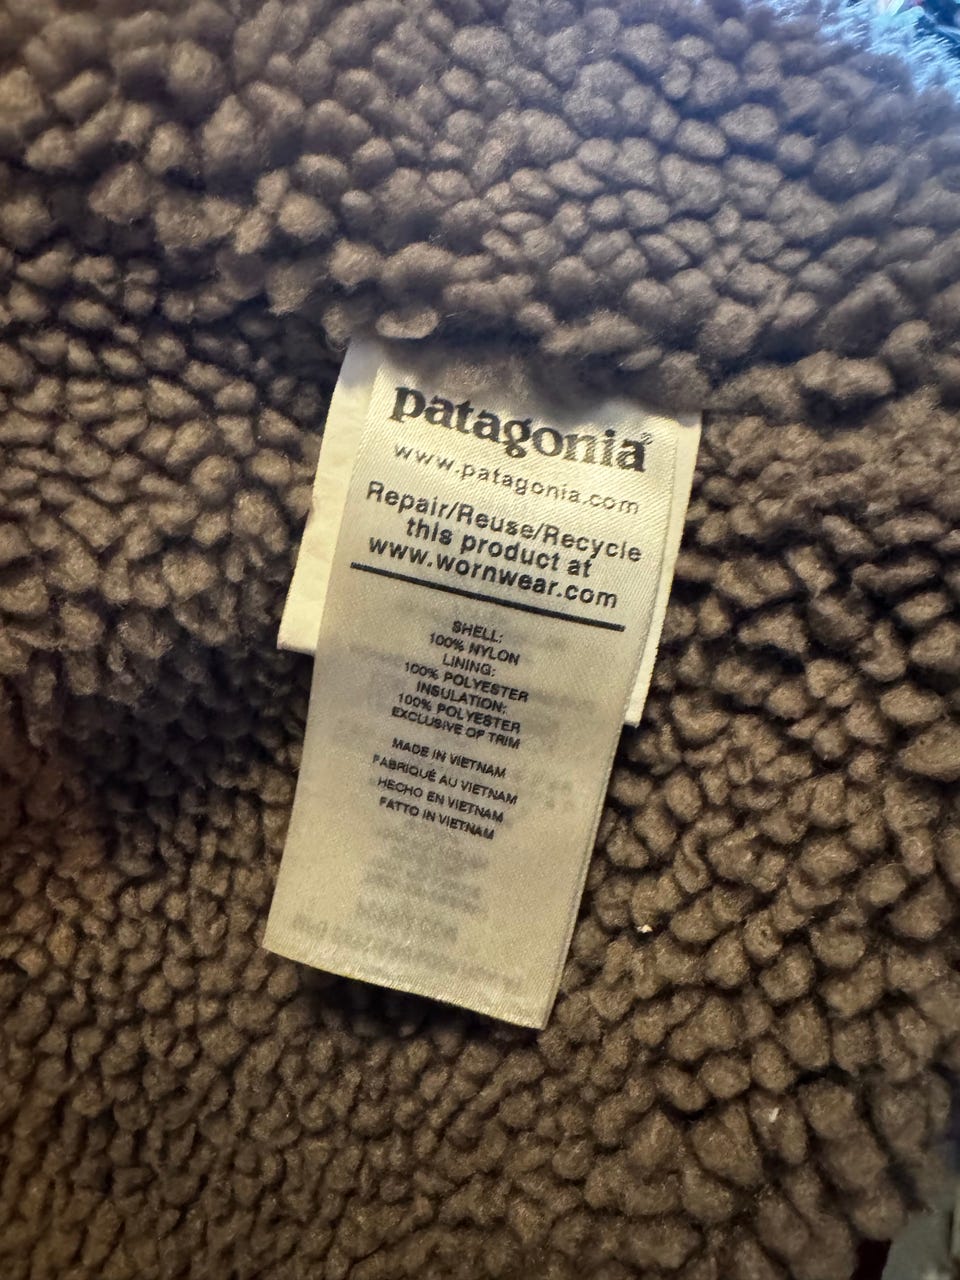 patagonia®
www.patagonia.com
Repair/Reuse/Recycle
this product at
www.wornwear.com
SHELL:
100% NYLON
LINING:
100% POLYESTER
INSULATION:
100% POLYESTER
EXCLUSIVE OF TRIM
MADE IN VIETNAM
FABRIQUÉ AU VIETNAM
HECHO EN VIETNAM
FATTO IN VIETNAM